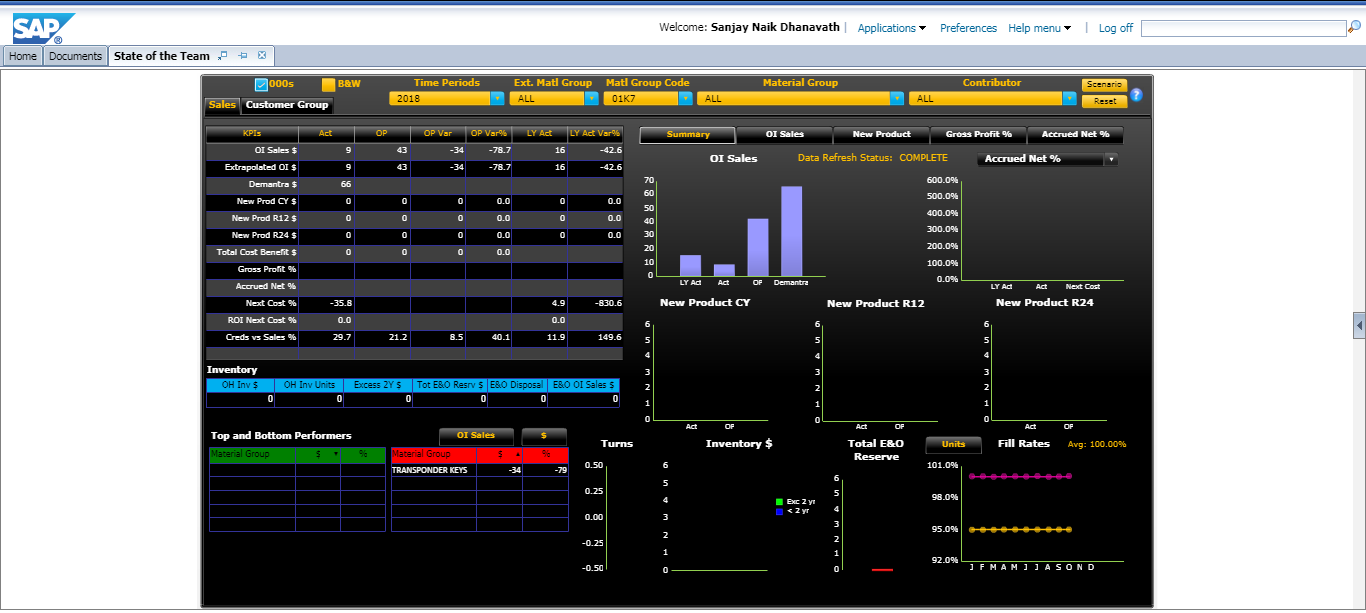 SAP ®
Welcome: Sanjay Naik Dhanavath | Applications Preferences Help menu | Log off
Home Documents State of the Team
000s B&W Time Periods Ext. Matl Group Matl Group Code Material Group Contributor Scenario
2018 ALL 01K7 ALL ALL Reset ?
Sales Customer Group
KPIs Act OP OP Var OP Var% LY Act LY Act Var%
OI Sales $ 9 43 -34 -78.7 16 -42.6
Extrapolated OI $ 9 43 -34 -78.7 16 -42.6
Demantra $ 66
New Prod CY $ 0 0 0 0.0 0 0.0
New Prod R12 $ 0 0 0 0.0 0 0.0
New Prod R24 $ 0 0 0 0.0 0 0.0
Total Cost Benefit $ 0 0 0 0.0
Gross Profit %
Accrued Net %
Next Cost % -35.8 4.9 -830.6
ROI Next Cost % 0.0 0.0
Creds vs Sales % 29.7 21.2 8.5 40.1 11.9 149.6
Inventory
OH Inv $ OH Inv Units Excess 2Y $ Tot E&O Resrv $ E&O Disposal E&O OI Sales $
0 0 0 0 0 0
Top and Bottom Performers OI Sales $
Material Group $ % Material Group $ %
TRANSPONDER KEYS -34 -79
Summary OI Sales New Product Gross Profit % Accrued Net %
OI Sales Data Refresh Status: COMPLETE Accrued Net %
70
60
50
40
30
20
10
0
LY Act Act OP Demantra
600.0%
500.0%
400.0%
300.0%
200.0%
100.0%
0.0%
LY Act Act Next Cost
New Product CY
6
5
4
3
2
1
0
Act OP
New Product R12
6
5
4
3
2
1
0
Act OP
New Product R24
6
5
4
3
2
1
0
Act OP
Turns
0.50
0.25
0.00
-0.25
-0.50
Inventory $
6
5
4
3
2
1
0
Exc 2 yr
< 2 yr
Total E&O
Reserve
6
5
4
3
2
1
0
Units Fill Rates Avg: 100.00%
101.0%
98.0%
95.0%
92.0%
J F M A M J J A S O N D